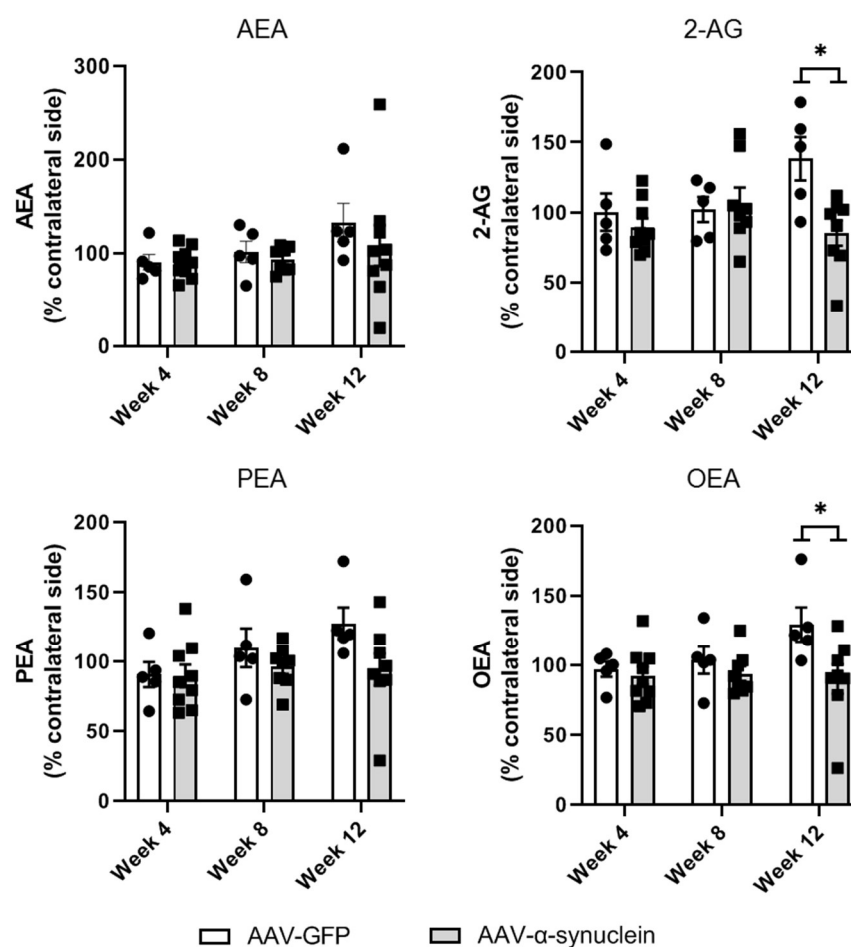 AEA
AEA
(% contralateral side)
300
200
100
0
Week 4
Week 8
Week 12
2-AG
2-AG
(% contralateral side)
200
150
100
50
0
*
Week 4
Week 8
Week 12
PEA
PEA
(% contralateral side)
200
150
100
50
0
Week 4
Week 8
Week 12
OEA
OEA
(% contralateral side)
200
150
100
50
0
*
Week 4
Week 8
Week 12
AAV-GFP
AAV-α-synuclein